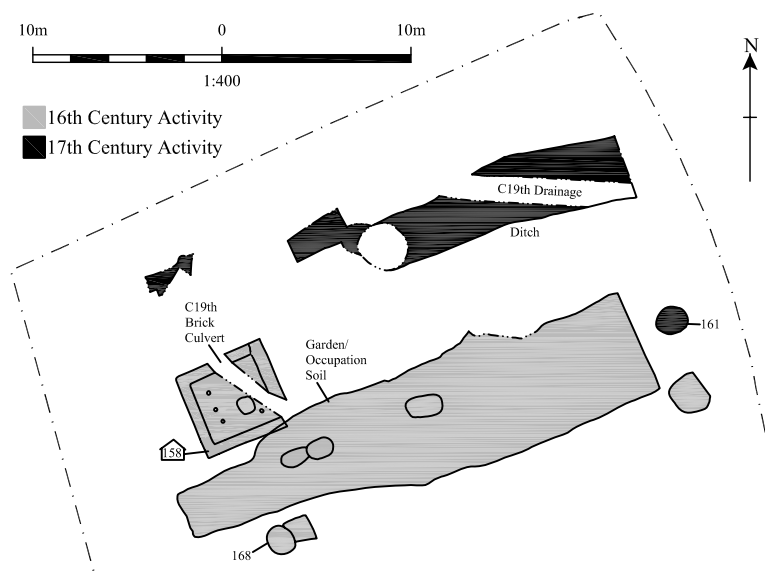 10m 0 10m
1:400
N
16th Century Activity
17th Century Activity
C19th Drainage
Ditch
C19th
Brick
Culvert
Garden/
Occupation
Soil
161
158
168